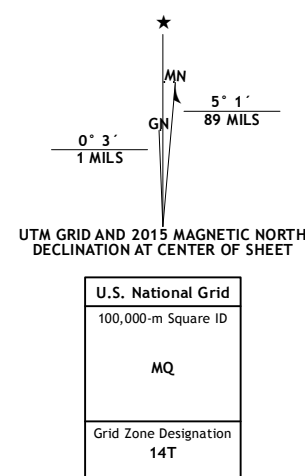 MN
GN
5° 1´
89 MILS
0° 3´
1 MILS
UTM GRID AND 2015 MAGNETIC NORTH
DECLINATION AT CENTER OF SHEET
U.S. National Grid
100,000-m Square ID
MQ
Grid Zone Designation
14T